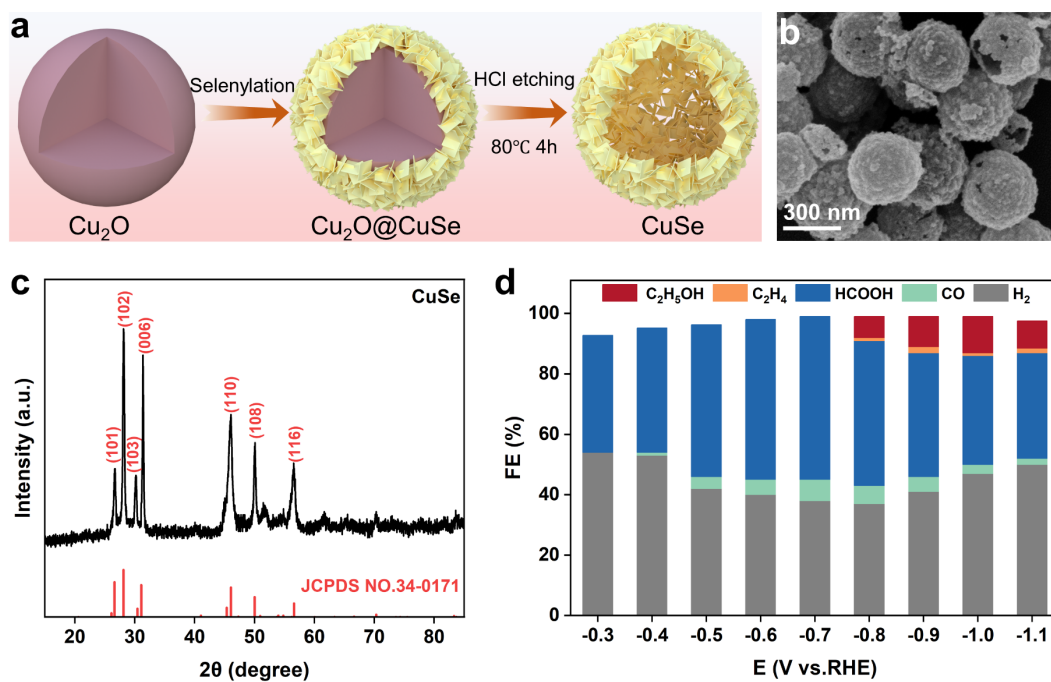 a
Selenylation
HCl etching
80℃ 4h
Cu₂O
Cu₂O@CuSe
CuSe
b
300 nm
c
CuSe
(101)
(102)
(103)
(006)
(110)
(108)
(116)
JCPDS NO.34-0171
Intensity (a.u.)
20 30 40 50 60 70 80
2θ (degree)
d
C₂H₅OH C₂H₄ HCOOH CO H₂
100
80
60
40
20
0
FE (%)
-0.3 -0.4 -0.5 -0.6 -0.7 -0.8 -0.9 -1.0 -1.1
E (V vs.RHE)